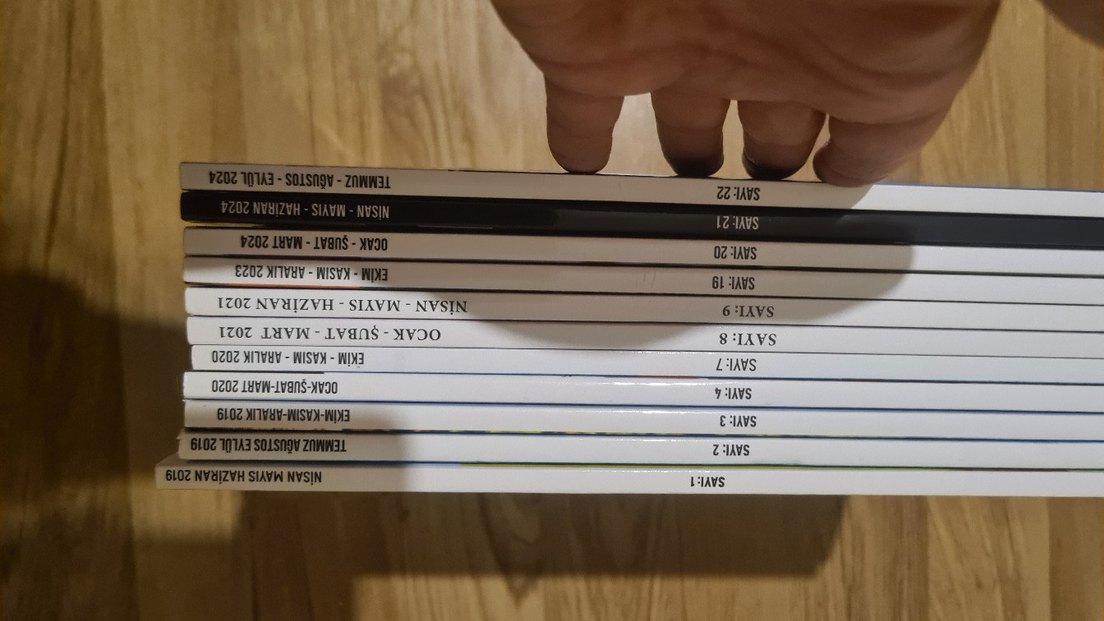 SAYI: 1 NİSAN MAYIS HAZİRAN 2019
SAYI: 2 TEMMUZ AĞUSTOS EYLÜL 2019
SAYI: 3 EKİM-KASIM-ARALIK 2019
SAYI: 4 OCAK-ŞUBAT-MART 2020
SAYI: 7 EKİM - KASIM - ARALIK 2020
SAYI: 8 OCAK - ŞUBAT - MART 2021
SAYI: 9 NİSAN - MAYIS - HAZİRAN 2021
SAYI: 19 EKİM - KASIM - ARALIK 2023
SAYI: 20 OCAK - ŞUBAT - MART 2024
SAYI: 21 NİSAN - MAYIS - HAZİRAN 2024
SAYI: 22 TEMMUZ - AĞUSTOS - EYLÜL 2024